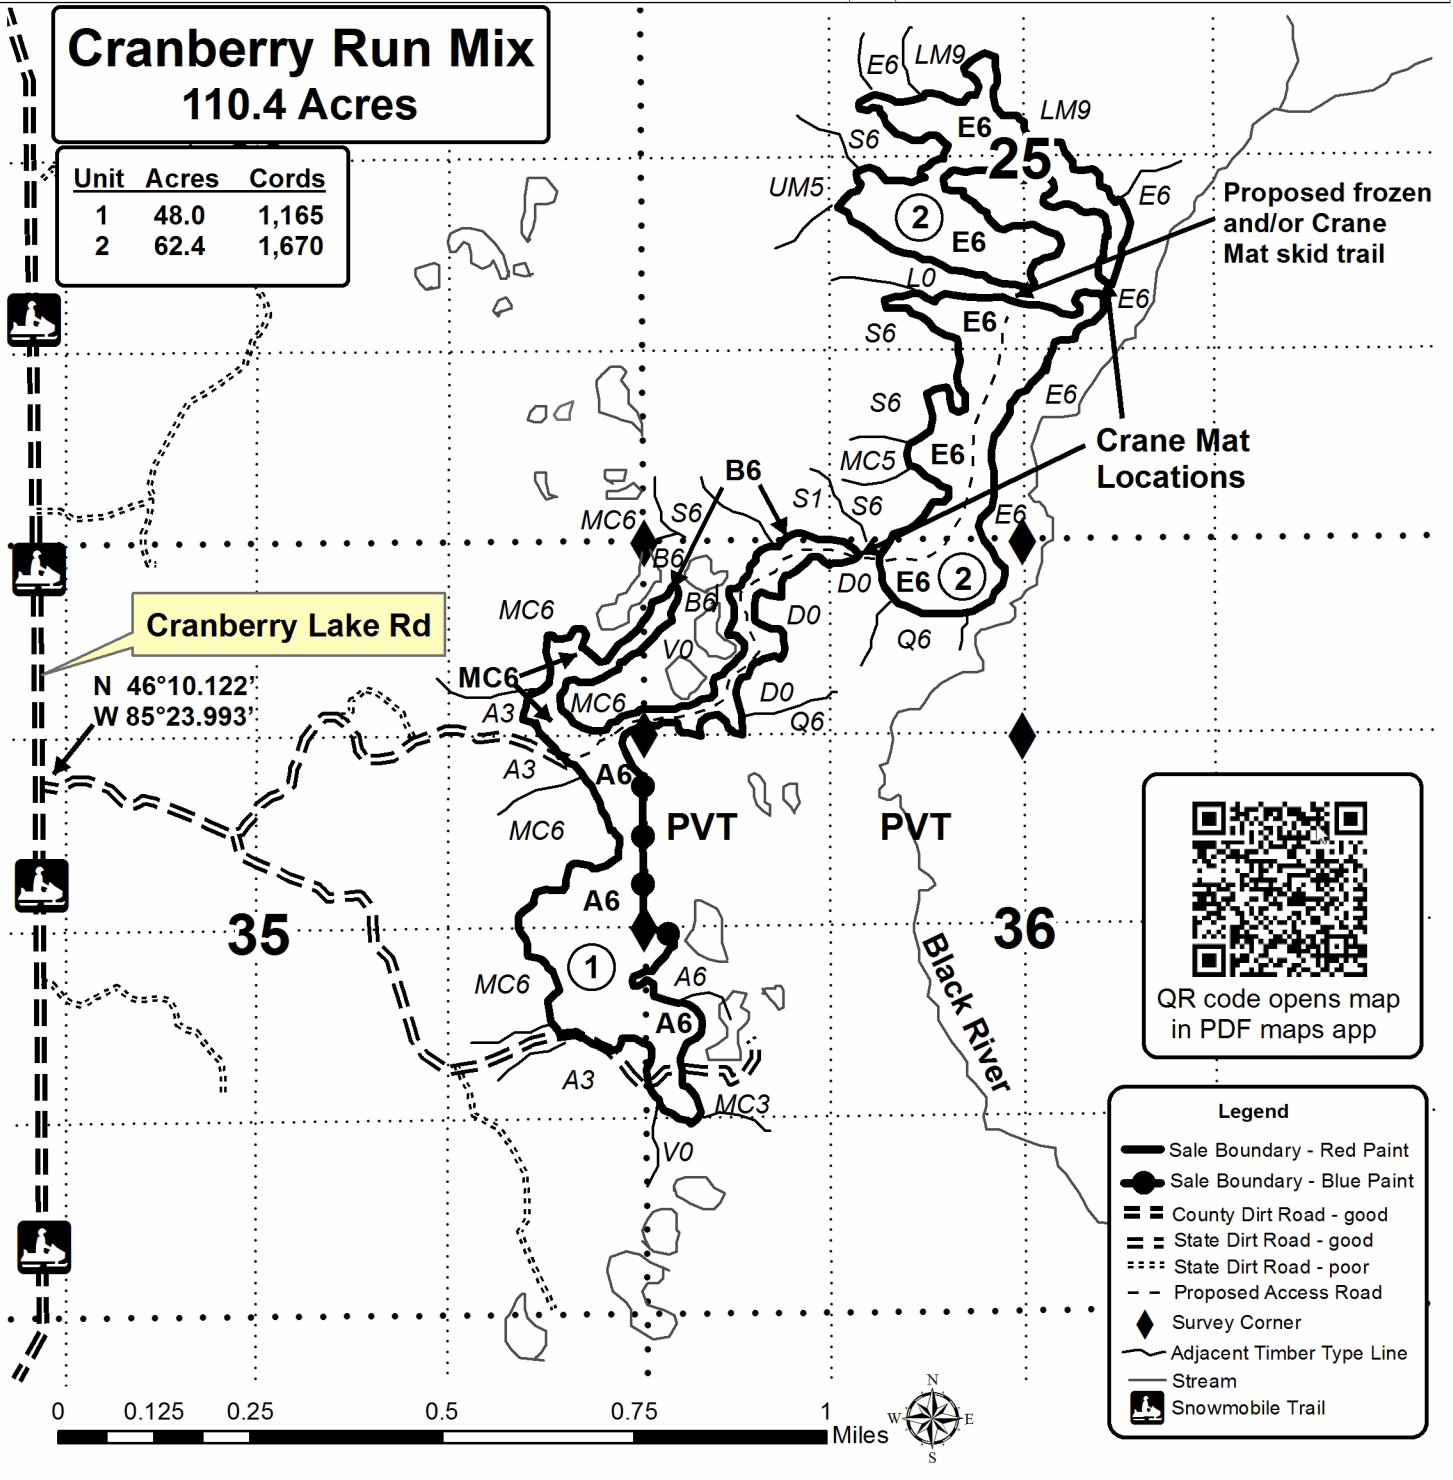 Cranberry Run Mix
110.4 Acres
Unit Acres Cords
1 48.0 1,165
2 62.4 1,670
E6
LM9
LM9
E6
25
S6
UM5
E6
2
E6
Proposed frozen
and/or Crane
Mat skid trail
L0
E6
E6
S6
S6
E6
MC5
E6
Crane Mat
Locations
B6
S1
S6
S6
MC6
E6
B6
B6
D0
E6
2
Cranberry Lake Rd
MC6
D0
Q6
V0
MC6
MC6
D0
Q6
A3
N 46°10.122’
W 85°23.993’
A3
A6
MC6
PVT
PVT
A6
35
36
1
MC6
A6
A6
Black River
A3
MC3
V0
QR code opens map
in PDF maps app
Legend
Sale Boundary - Red Paint
Sale Boundary - Blue Paint
County Dirt Road - good
State Dirt Road - good
State Dirt Road - poor
Proposed Access Road
Survey Corner
Adjacent Timber Type Line
Stream
Snowmobile Trail
N
W E
S
0 0.125 0.25 0.5 0.75 1
Miles